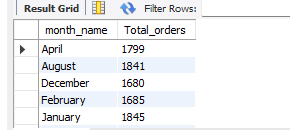 Result Grid Filter Rows:
month_name Total_orders
April 1799
August 1841
December 1680
February 1685
January 1845